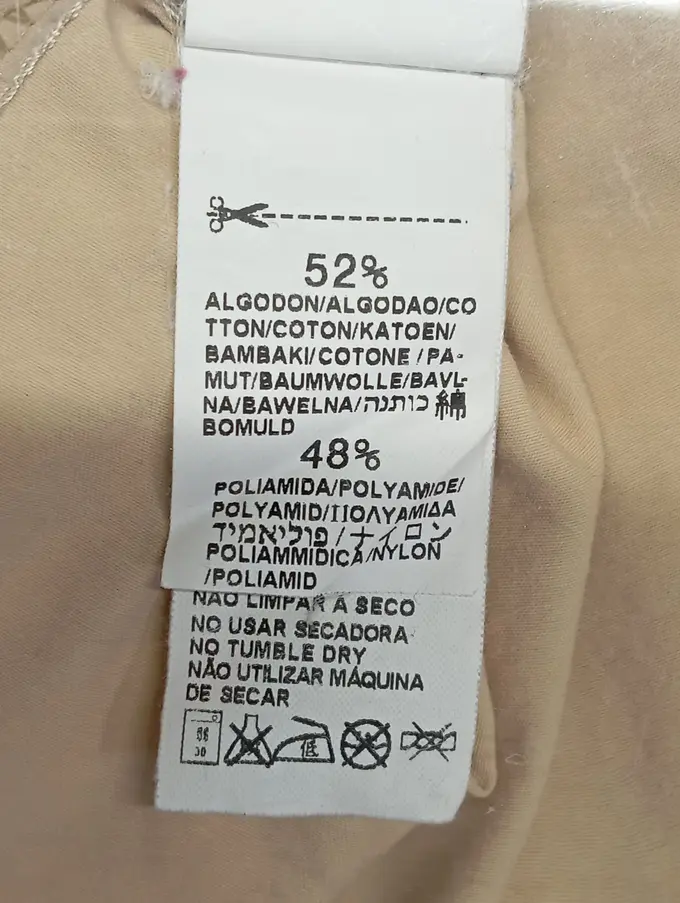 52%
ALGODON/ALGODAO/CO
TTON/COTON/KATOEN/
BAMBAKI/COTONE/PA-
MUT/BAUMWOLLE/BAVL-
NA/BAWELNA/כותנה 綿
BOMULD
48%
POLIAMIDA/POLYAMIDE/
POLYAMID/ΠΟΛΥΑΜΙΔΑ
פוליאמיד/ナイロン
POLIAMMIDICA/NYLON
/POLIAMID
NÃO LIMPAR A SECO
NO USAR SECADORA
NO TUMBLE DRY
NÃO UTILIZAR MÁQUINA
DE SECAR
30
低